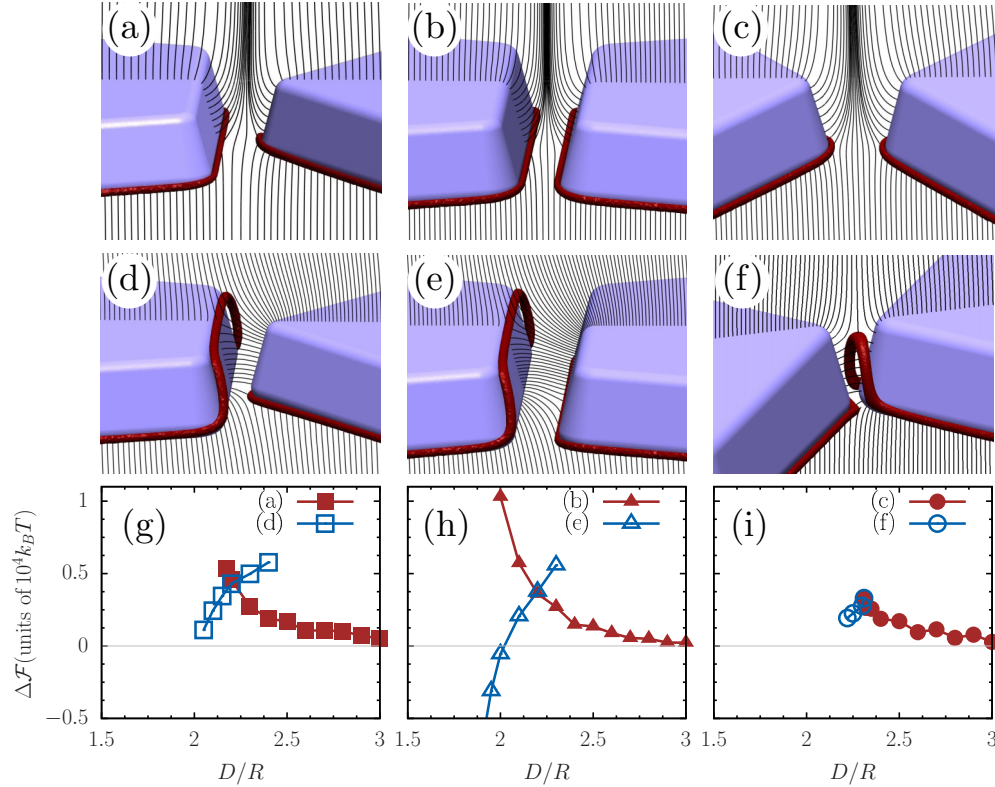 (a) (b) (c)
(d) (e) (f)
(g) (a) (d)
(h) (b) (e)
(i) (c) (f)
ΔF(units of 10⁴k_BT)
1
0.5
0
−0.5
1.5 2 2.5 3
1.5 2 2.5 3
1.5 2 2.5 3
D/R D/R D/R